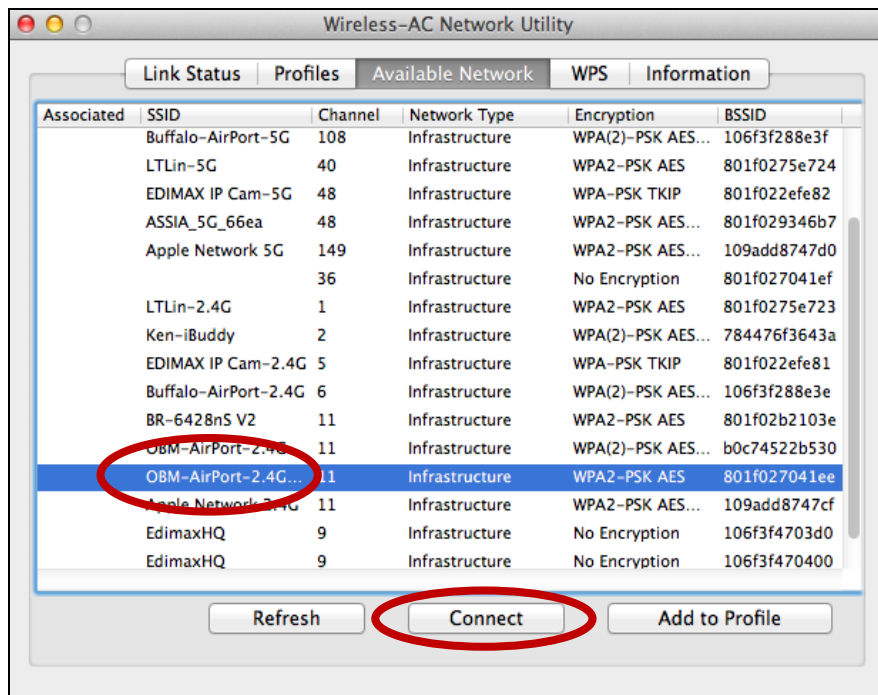 Wireless-AC Network Utility
Link Status Profiles Available Network WPS Information
Associated SSID Channel Network Type Encryption BSSID
Buffalo-AirPort-5G 108 Infrastructure WPA(2)-PSK AES... 106f3f288e3f
LTLin-5G 40 Infrastructure WPA2-PSK AES 801f0275e724
EDIMAX IP Cam-5G 48 Infrastructure WPA-PSK TKIP 801f022efe82
ASSIA_5G_66ea 48 Infrastructure WPA2-PSK AES... 801f029346b7
Apple Network 5G 149 Infrastructure WPA2-PSK AES... 109add8747d0
36 Infrastructure No Encryption 801f027041ef
LTLin-2.4G 1 Infrastructure WPA2-PSK AES 801f0275e723
Ken-iBuddy 2 Infrastructure WPA(2)-PSK AES... 784476f3643a
EDIMAX IP Cam-2.4G 5 Infrastructure WPA-PSK TKIP 801f022efe81
Buffalo-AirPort-2.4G 6 Infrastructure WPA(2)-PSK AES... 106f3f288e3e
BR-6428nS V2 11 Infrastructure WPA2-PSK AES 801f02b2103e
OBM-AirPort-2.4G 11 Infrastructure WPA(2)-PSK AES... b0c74522b530
OBM-AirPort-2.4G... 11 Infrastructure WPA2-PSK AES 801f027041ee
Apple Network 2.4G 11 Infrastructure WPA2-PSK AES... 109add8747cf
EdimaxHQ 9 Infrastructure No Encryption 106f3f4703d0
EdimaxHQ 9 Infrastructure No Encryption 106f3f470400
Refresh Connect Add to Profile